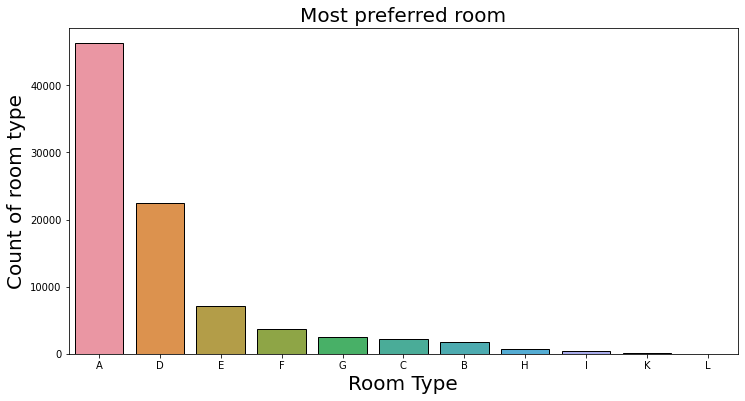 Most preferred room
Count of room type
40000
30000
20000
10000
0
A D E F G C B H I K L
Room Type